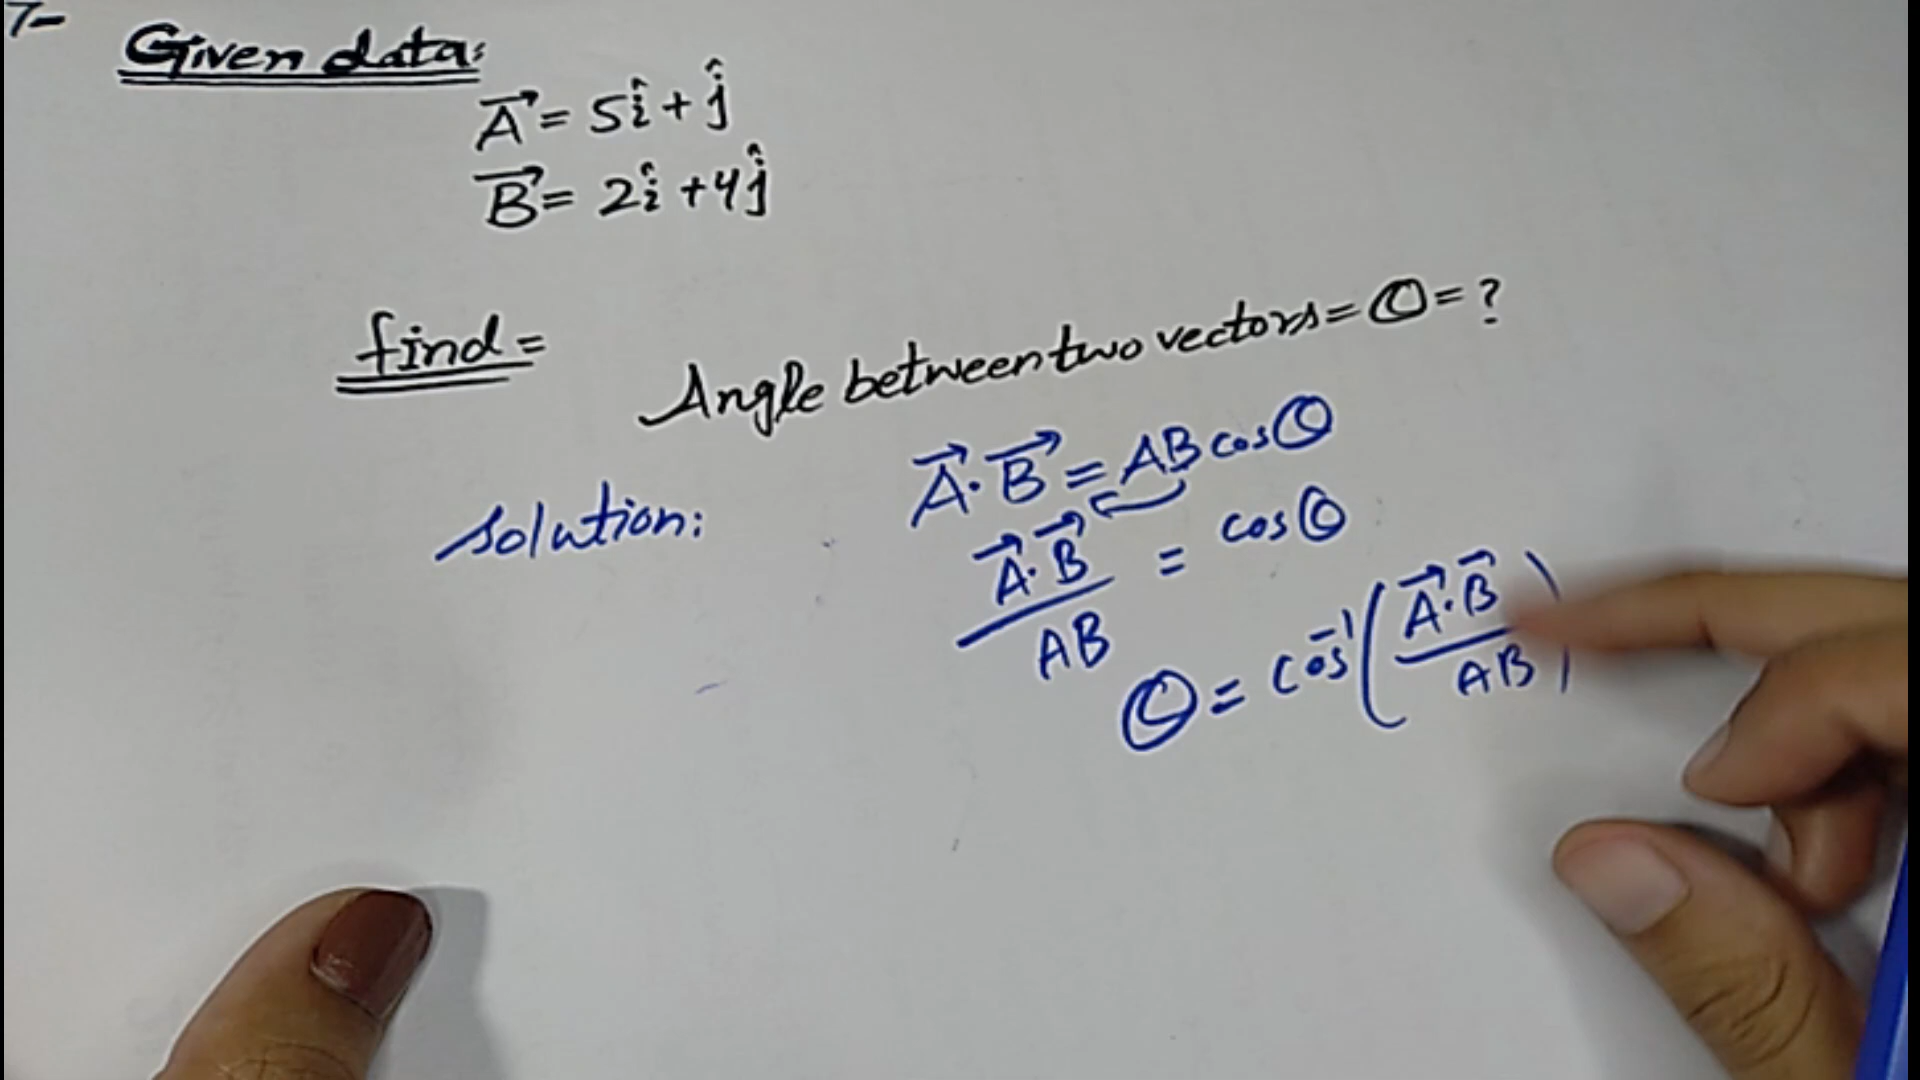 7-
Given data:
A⃗ = 5î + ĵ
B⃗ = 2î + 4ĵ
find =
Angle between two vectors = θ = ?
Solution:
A⃗ · B⃗ = AB cos θ
A⃗ · B⃗ / AB = cos θ
θ = cos⁻¹ ( A⃗ · B⃗ / AB )